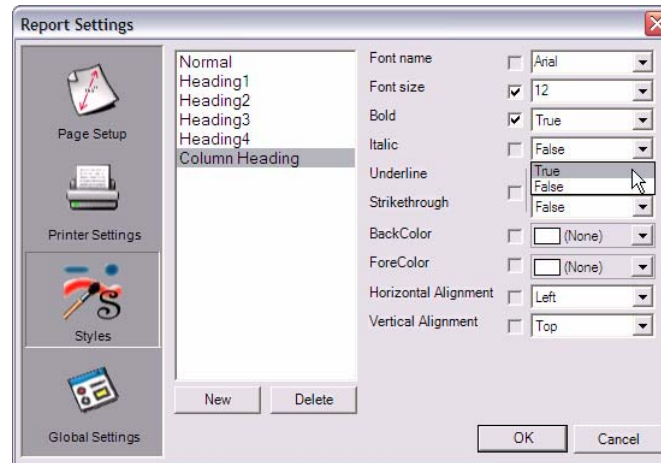 Report Settings
Page Setup
Printer Settings
Styles
Global Settings
Normal
Heading1
Heading2
Heading3
Heading4
Column Heading
New Delete
Font name Arial
Font size 12
Bold True
Italic False
Underline True
False
Strikethrough False
BackColor (None)
ForeColor (None)
Horizontal Alignment Left
Vertical Alignment Top
OK Cancel